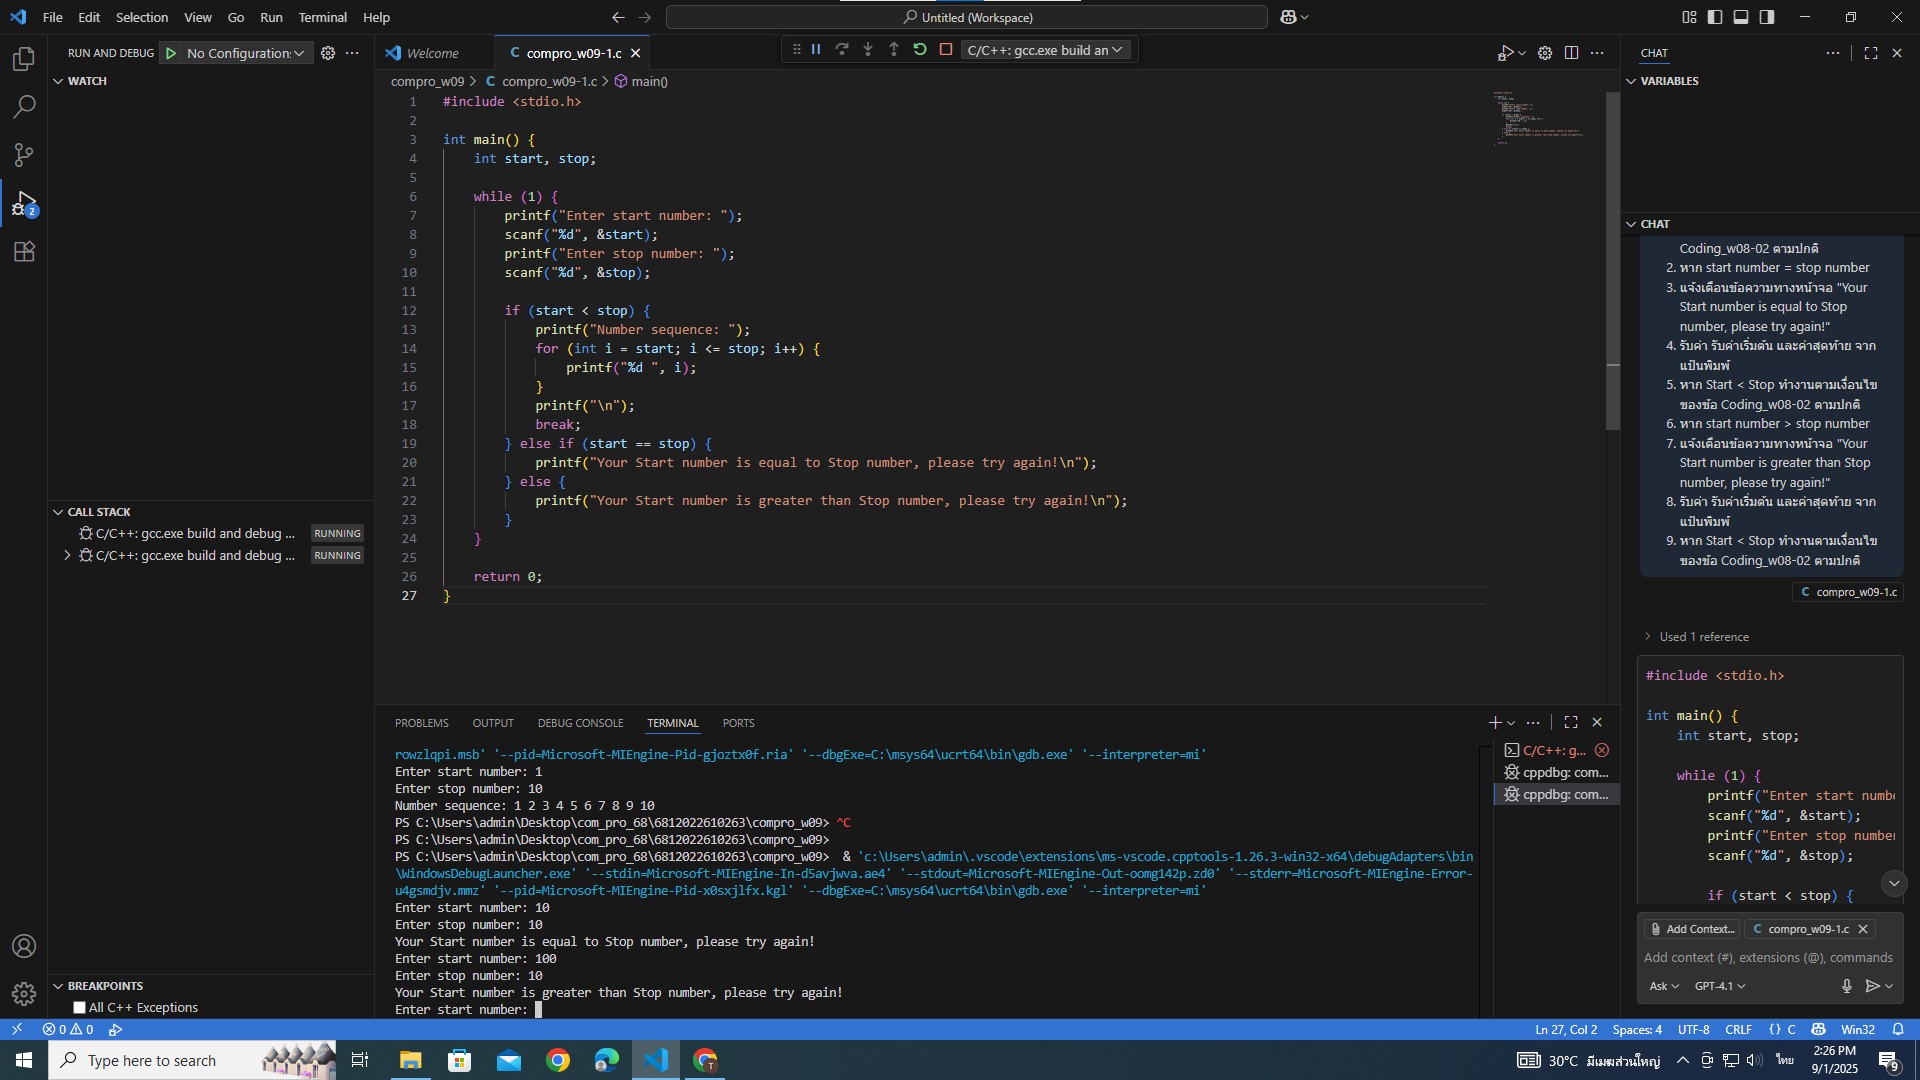 File Edit Selection View Go Run Terminal Help
Untitled (Workspace)
RUN AND DEBUG No Configuration:
Welcome
C compro_w09-1.c
C/C++: gcc.exe build an
CHAT
WATCH
compro_w09 > C compro_w09-1.c > main()
VARIABLES
1 #include <stdio.h>
2
3 int main() {
4 int start, stop;
5
6 while (1) {
7 printf("Enter start number: ");
8 scanf("%d", &start);
9 printf("Enter stop number: ");
10 scanf("%d", &stop);
11
12 if (start < stop) {
13 printf("Number sequence: ");
14 for (int i = start; i <= stop; i++) {
15 printf("%d ", i);
16 }
17 printf("\n");
18 break;
19 } else if (start == stop) {
20 printf("Your Start number is equal to Stop number, please try again!\n");
21 } else {
22 printf("Your Start number is greater than Stop number, please try again!\n");
23 }
24 }
25
26 return 0;
27 }
2
CALL STACK
C/C++: gcc.exe build and debug ... RUNNING
C/C++: gcc.exe build and debug ... RUNNING
BREAKPOINTS
All C++ Exceptions
PROBLEMS OUTPUT DEBUG CONSOLE TERMINAL PORTS
rowzlqpi.msb' '--pid=Microsoft-MIEngine-Pid-gjoztx0f.ria' '--dbgExe=C:\msys64\ucrt64\bin\gdb.exe' '--interpreter=mi'
Enter start number: 1
Enter stop number: 10
Number sequence: 1 2 3 4 5 6 7 8 9 10
PS C:\Users\admin\Desktop\com_pro_68\6812022610263\compro_w09> ^C
PS C:\Users\admin\Desktop\com_pro_68\6812022610263\compro_w09>
PS C:\Users\admin\Desktop\com_pro_68\6812022610263\compro_w09> & 'c:\Users\admin\.vscode\extensions\ms-vscode.cpptools-1.26.3-win32-x64\debugAdapters\bin
\WindowsDebugLauncher.exe' '--stdin=Microsoft-MIEngine-In-d5avjwva.ae4' '--stdout=Microsoft-MIEngine-Out-oomg142p.zd0' '--stderr=Microsoft-MIEngine-Error-
u4gsmdjv.mmz' '--pid=Microsoft-MIEngine-Pid-x0sxjlfx.kgl' '--dbgExe=C:\msys64\ucrt64\bin\gdb.exe' '--interpreter=mi'
Enter start number: 10
Enter stop number: 10
Your Start number is equal to Stop number, please try again!
Enter start number: 100
Enter stop number: 10
Your Start number is greater than Stop number, please try again!
Enter start number:
C/C++: g...
cppdbg: com...
cppdbg: com...
CHAT
Coding_w08-02 ตามปกติ
2. หาก start number = stop number
3. แจ้งเตือนข้อความทางหน้าจอ "Your
Start number is equal to Stop
number, please try again!"
4. รับค่า รับค่าเริ่มต้น และค่าสุดท้าย จาก
แป้นพิมพ์
5. หาก Start < Stop ทำงานตามเงื่อนไข
ของข้อ Coding_w08-02 ตามปกติ
6. หาก start number > stop number
7. แจ้งเตือนข้อความทางหน้าจอ "Your
Start number is greater than Stop
number, please try again!"
8. รับค่า รับค่าเริ่มต้น และค่าสุดท้าย จาก
แป้นพิมพ์
9. หาก Start < Stop ทำงานตามเงื่อนไข
ของข้อ Coding_w08-02 ตามปกติ
C compro_w09-1.c
Used 1 reference
#include <stdio.h>
int main() {
int start, stop;
while (1) {
printf("Enter start numbe
scanf("%d", &start);
printf("Enter stop number
scanf("%d", &stop);
if (start < stop) {
Add Context... C compro_w09-1.c
Add context (#), extensions (@), commands
Ask GPT-4.1
0 0
Ln 27, Col 2 Spaces: 4 UTF-8 CRLF {} C Win32
Type here to search
T
30°C มีเมฆส่วนใหญ่
ไทย
2:26 PM
9/1/2025
9